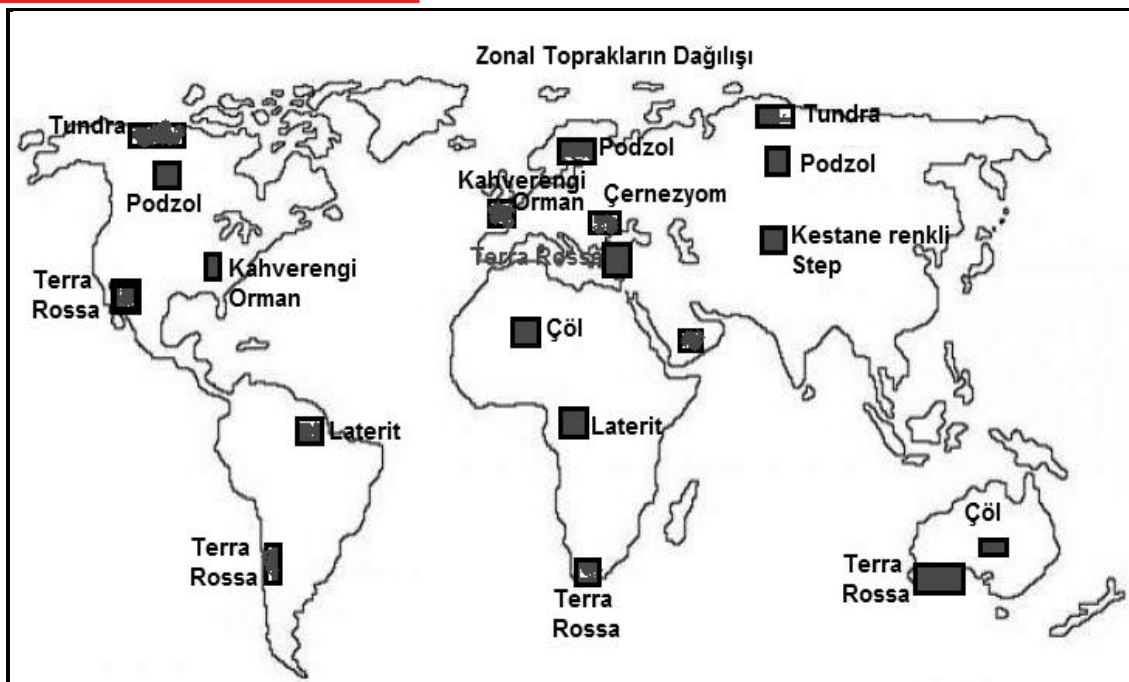 Zonal Toprakların Dağılışı
Tundra
Tundra
Podzol
Podzol
Podzol
Kahverengi
Orman
Çernezyom
Kestane renkli
Step
Terra Rossa
Kahverengi
Orman
Terra
Rossa
Çöl
Laterit
Laterit
Çöl
Terra
Rossa
Terra
Rossa
Terra
Rossa